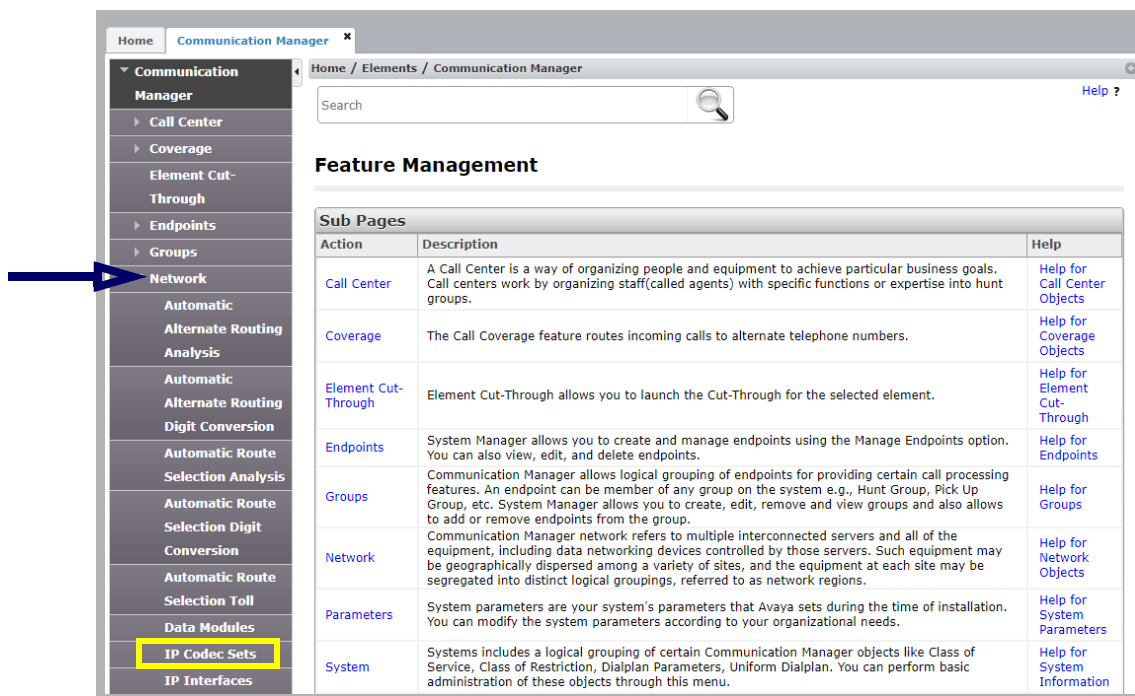 Home
Communication Manager
Communication
Manager
Call Center
Coverage
Element Cut-
Through
Endpoints
Groups
Network
Automatic
Alternate Routing
Analysis
Automatic
Alternate Routing
Digit Conversion
Automatic Route
Selection Analysis
Automatic Route
Selection Digit
Conversion
Automatic Route
Selection Toll
Data Modules
IP Codec Sets
IP Interfaces
Home / Elements / Communication Manager
Help ?
Search
Feature Management
Sub Pages
Action Description Help
Call Center
A Call Center is a way of organizing people and equipment to achieve particular business goals.
Call centers work by organizing staff(called agents) with specific functions or expertise into hunt
groups.
Help for
Call Center
Objects
Coverage
The Call Coverage feature routes incoming calls to alternate telephone numbers.
Help for
Coverage
Objects
Element Cut-
Through
Element Cut-Through allows you to launch the Cut-Through for the selected element.
Help for
Element
Cut-
Through
Endpoints
System Manager allows you to create and manage endpoints using the Manage Endpoints option.
You can also view, edit, and delete endpoints.
Help for
Endpoints
Groups
Communication Manager allows logical grouping of endpoints for providing certain call processing
features. An endpoint can be member of any group on the system e.g., Hunt Group, Pick Up
Group, etc. System Manager allows you to create, edit, remove and view groups and also allows
to add or remove endpoints from the group.
Help for
Groups
Network
Communication Manager network refers to multiple interconnected servers and all of the
equipment, including data networking devices controlled by those servers. Such equipment may
be geographically dispersed among a variety of sites, and the equipment at each site may be
segregated into distinct logical groupings, referred to as network regions.
Help for
Network
Objects
Parameters
System parameters are your system's parameters that Avaya sets during the time of installation.
You can modify the system parameters according to your organizational needs.
Help for
System
Parameters
System
Systems includes a logical grouping of certain Communication Manager objects like Class of
Service, Class of Restriction, Dialplan Parameters, Uniform Dialplan. You can perform basic
administration of these objects through this menu.
Help for
System
Information